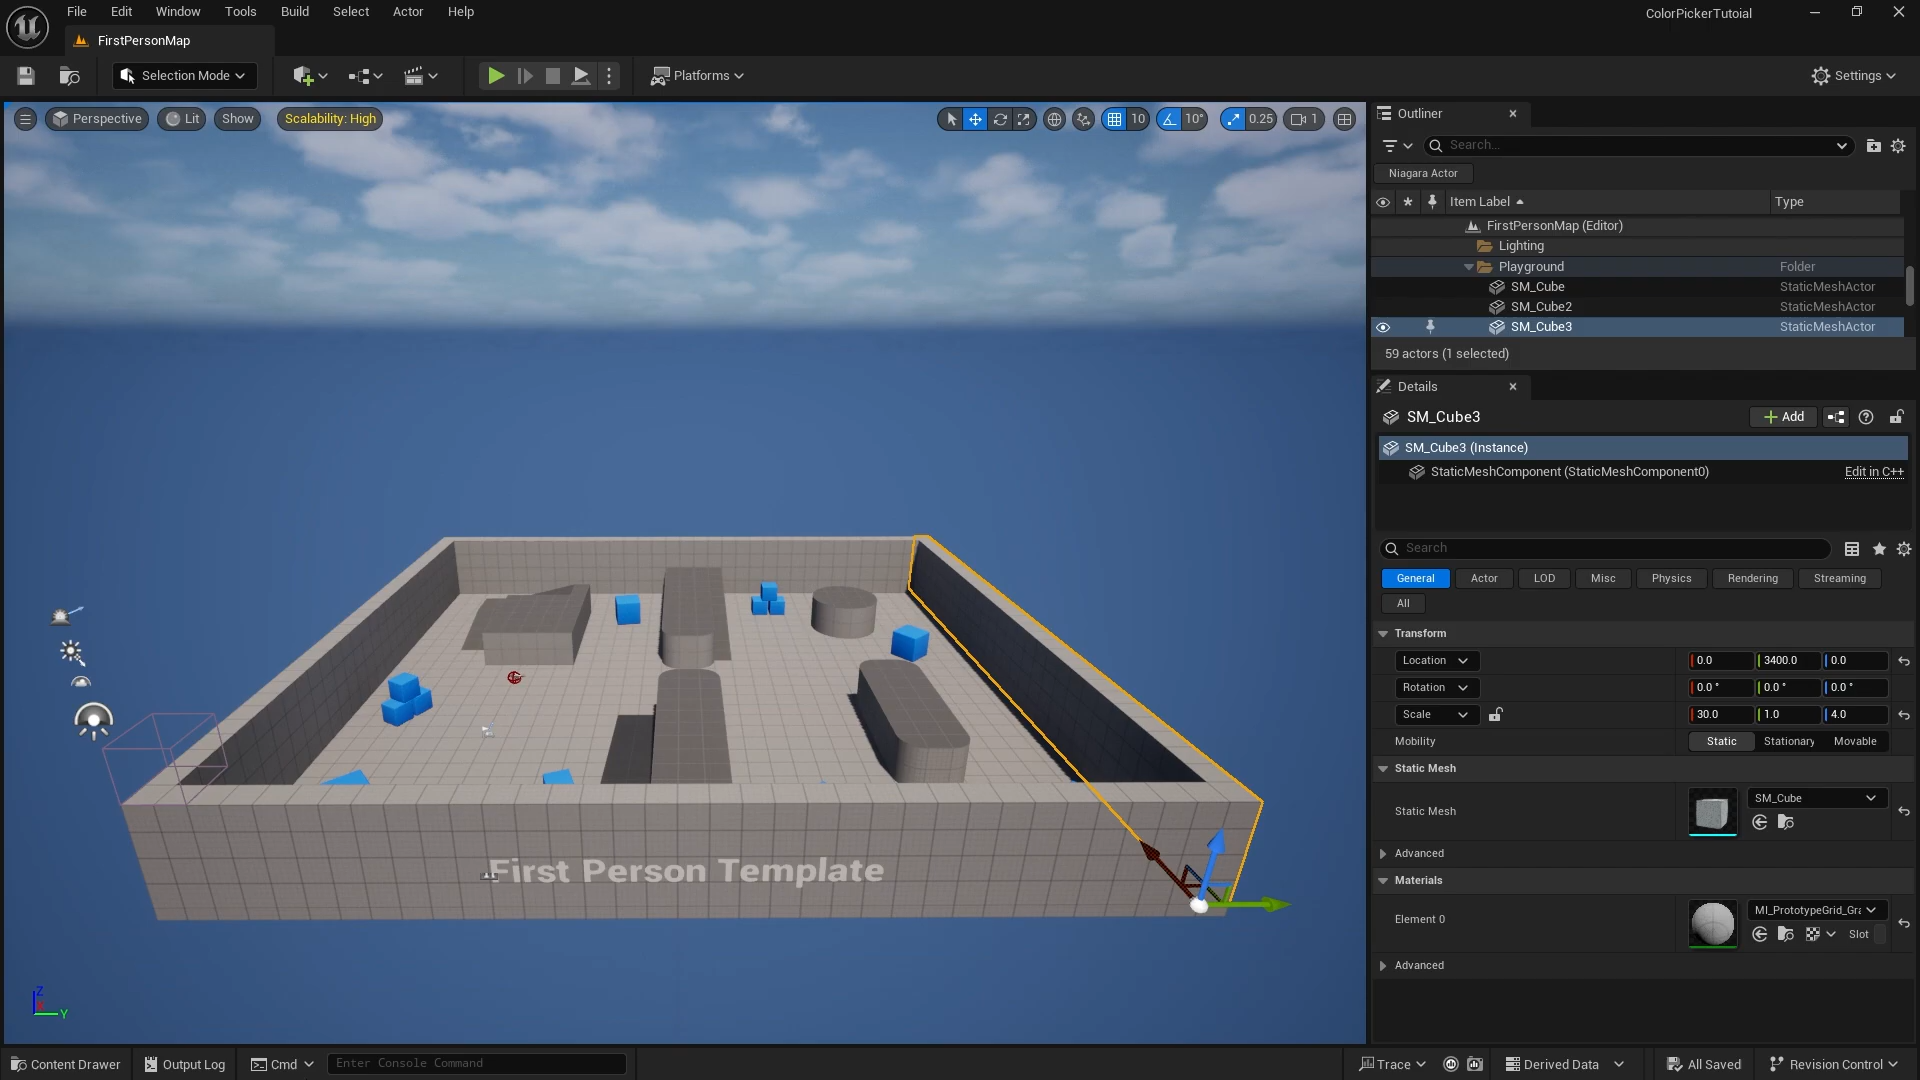 File Edit Window Tools Build Select Actor Help
ColorPickerTutoial
FirstPersonMap
Selection Mode
Platforms
Settings
Perspective Lit Show Scalability: High
10 10° 0.25 1
First Person Template
Z
Y
Outliner
Search...
Niagara Actor
Item Label Type
FirstPersonMap (Editor)
Lighting
Playground Folder
SM_Cube StaticMeshActor
SM_Cube2 StaticMeshActor
SM_Cube3 StaticMeshActor
59 actors (1 selected)
Details
SM_Cube3
Add
SM_Cube3 (Instance)
StaticMeshComponent (StaticMeshComponent0) Edit in C++
Search
General Actor LOD Misc Physics Rendering Streaming
All
Transform
Location 0.0 3400.0 0.0
Rotation 0.0 ° 0.0 ° 0.0 °
Scale 30.0 1.0 4.0
Mobility Static Stationary Movable
Static Mesh
Static Mesh SM_Cube
Advanced
Materials
Element 0 MI_PrototypeGrid_Gra
Slot
Advanced
Content Drawer Output Log Cmd Enter Console Command Trace Derived Data All Saved Revision Control